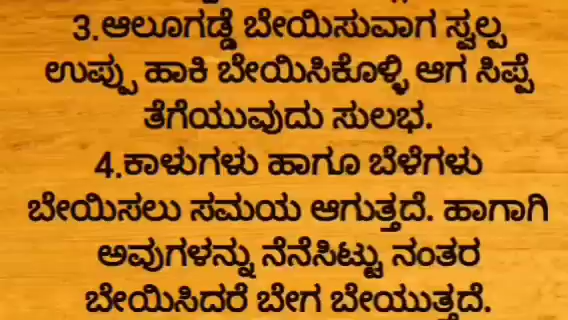 3.ಆಲೂಗಡ್ಡೆ ಬೇಯಿಸುವಾಗ ಸ್ವಲ್ಪ
ಉಪ್ಪು ಹಾಕಿ ಬೇಯಿಸಿಕೊಳ್ಳಿ ಆಗ ಸಿಪ್ಪೆ
ತೆಗೆಯುವುದು ಸುಲಭ.
4.ಕಾಳುಗಳು ಹಾಗೂ ಬೆಳೆಗಳು
ಬೇಯಿಸಲು ಸಮಯ ಆಗುತ್ತದೆ. ಹಾಗಾಗಿ
ಅವುಗಳನ್ನು ನೆನೆಸಿಟ್ಟು ನಂತರ
ಬೇಯಿಸಿದರೆ ಬೇಗ ಬೇಯುತ್ತದೆ.